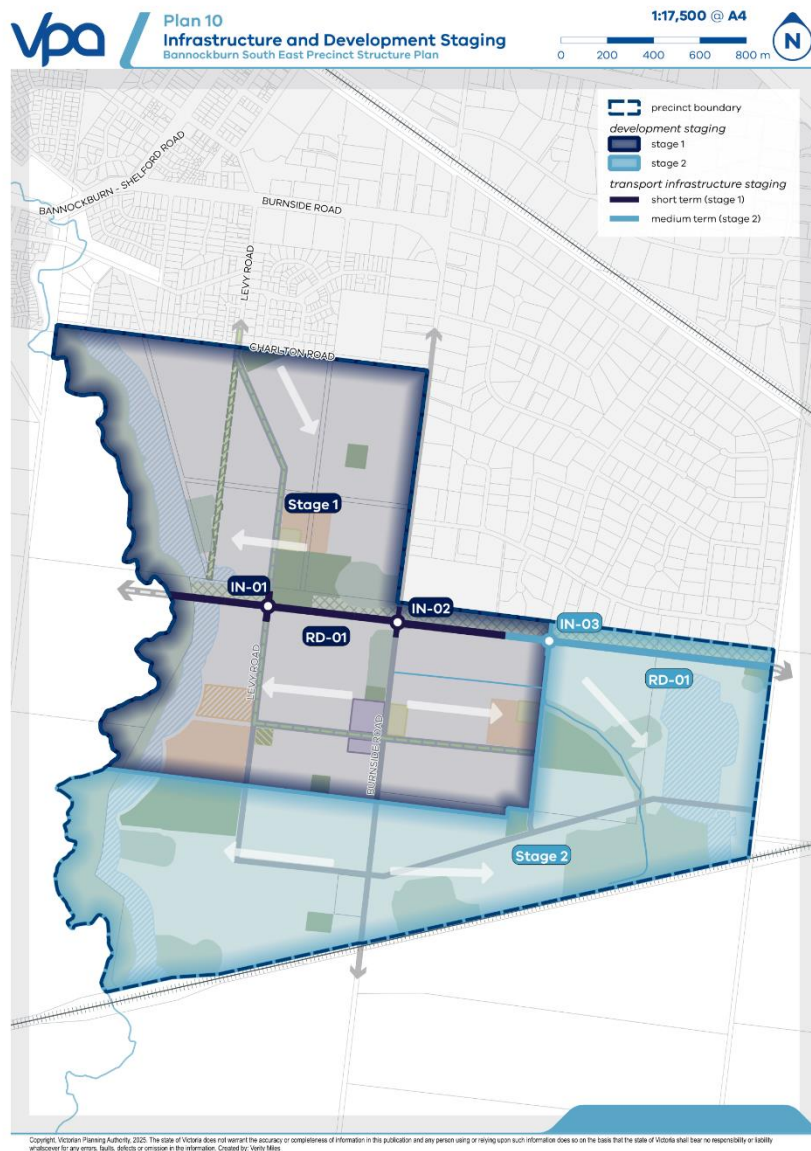 vpa
Plan 10
Infrastructure and Development Staging
Bannockburn South East Precinct Structure Plan
1:17,500 @ A4
0 200 400 600 800 m
N
precinct boundary
development staging
stage 1
stage 2
transport infrastructure staging
short term (stage 1)
medium term (stage 2)
BANNOCKBURN - SHELFORD ROAD
BURNSIDE ROAD
LEVY ROAD
CHARLTON ROAD
Stage 1
IN-01
IN-02
IN-03
RD-01
RD-01
LEVY ROAD
BURNSIDE ROAD
Stage 2
Copyright, Victorian Planning Authority, 2025. The state of Victoria does not warrant the accuracy or completeness of information in this publication and any person using or relying upon such information does so on the basis that the state of Victoria shall bear no responsibility or liability
whatsoever for any errors, faults, defects or omission in the information. Created by: Verity Miles